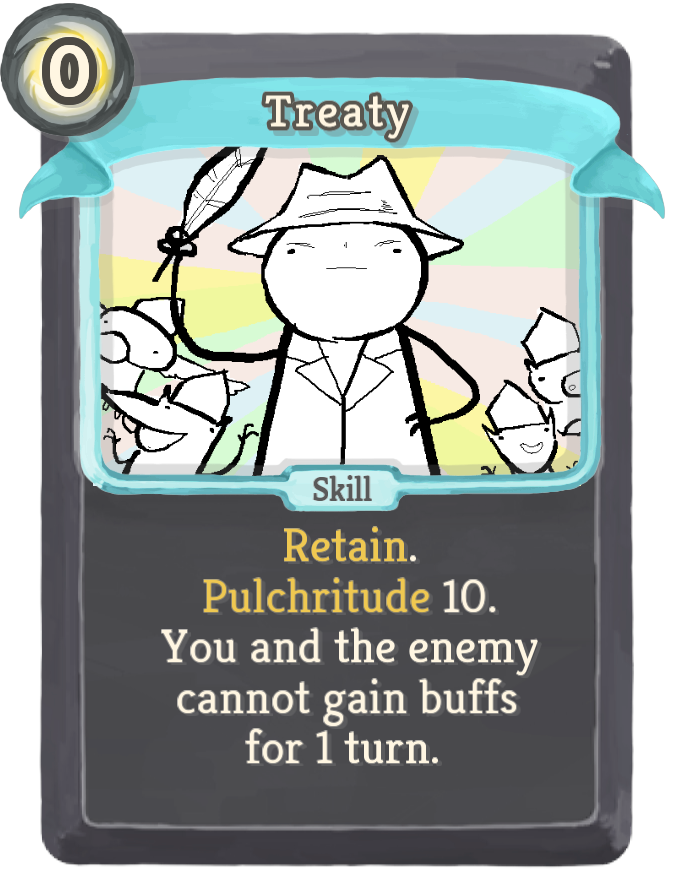 0
Treaty
Skill
Retain.
Pulchritude 10.
You and the enemy
cannot gain buffs
for 1 turn.